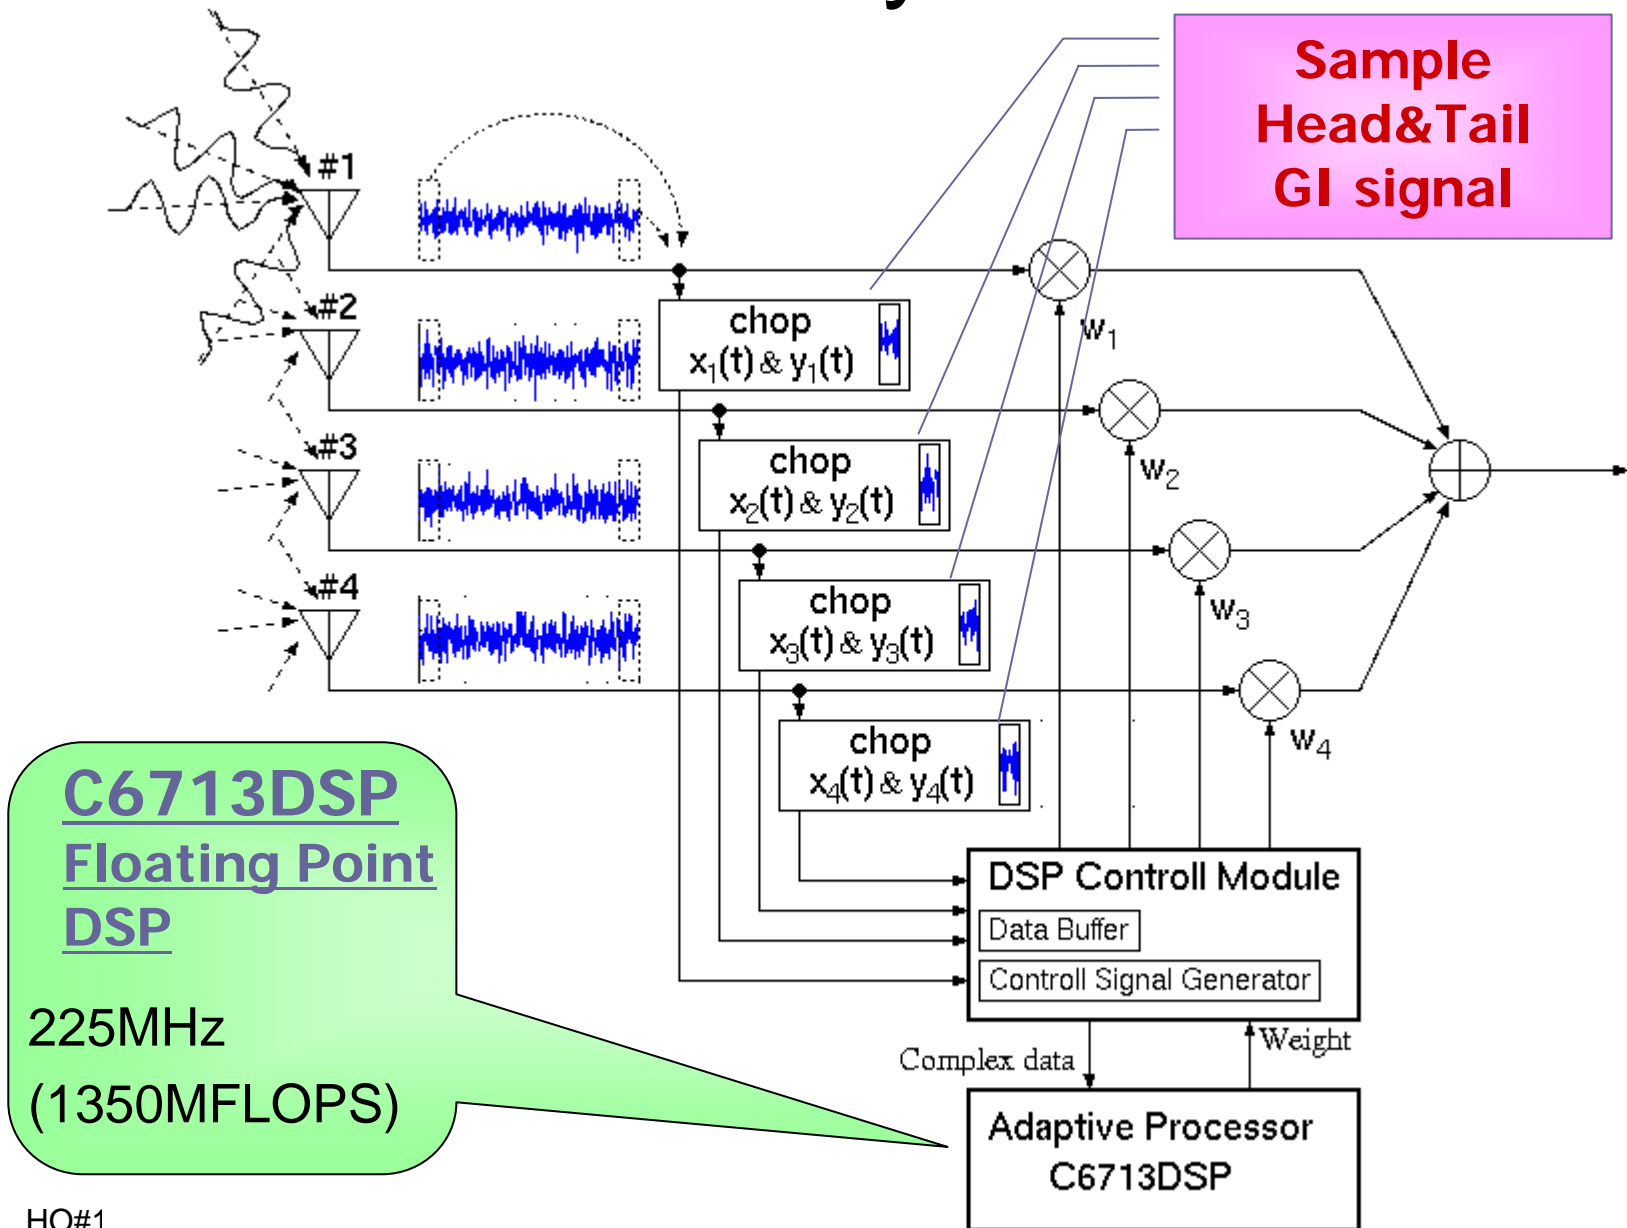 Sample
Head&Tail
GI signal
#1
#2
#3
#4
chop
x1(t) & y1(t)
chop
x2(t) & y2(t)
chop
x3(t) & y3(t)
chop
x4(t) & y4(t)
w1
w2
w3
w4
C6713DSP
Floating Point
DSP
225MHz
(1350MFLOPS)
DSP Controll Module
Data Buffer
Controll Signal Generator
Complex data
Weight
Adaptive Processor
C6713DSP
HO#1